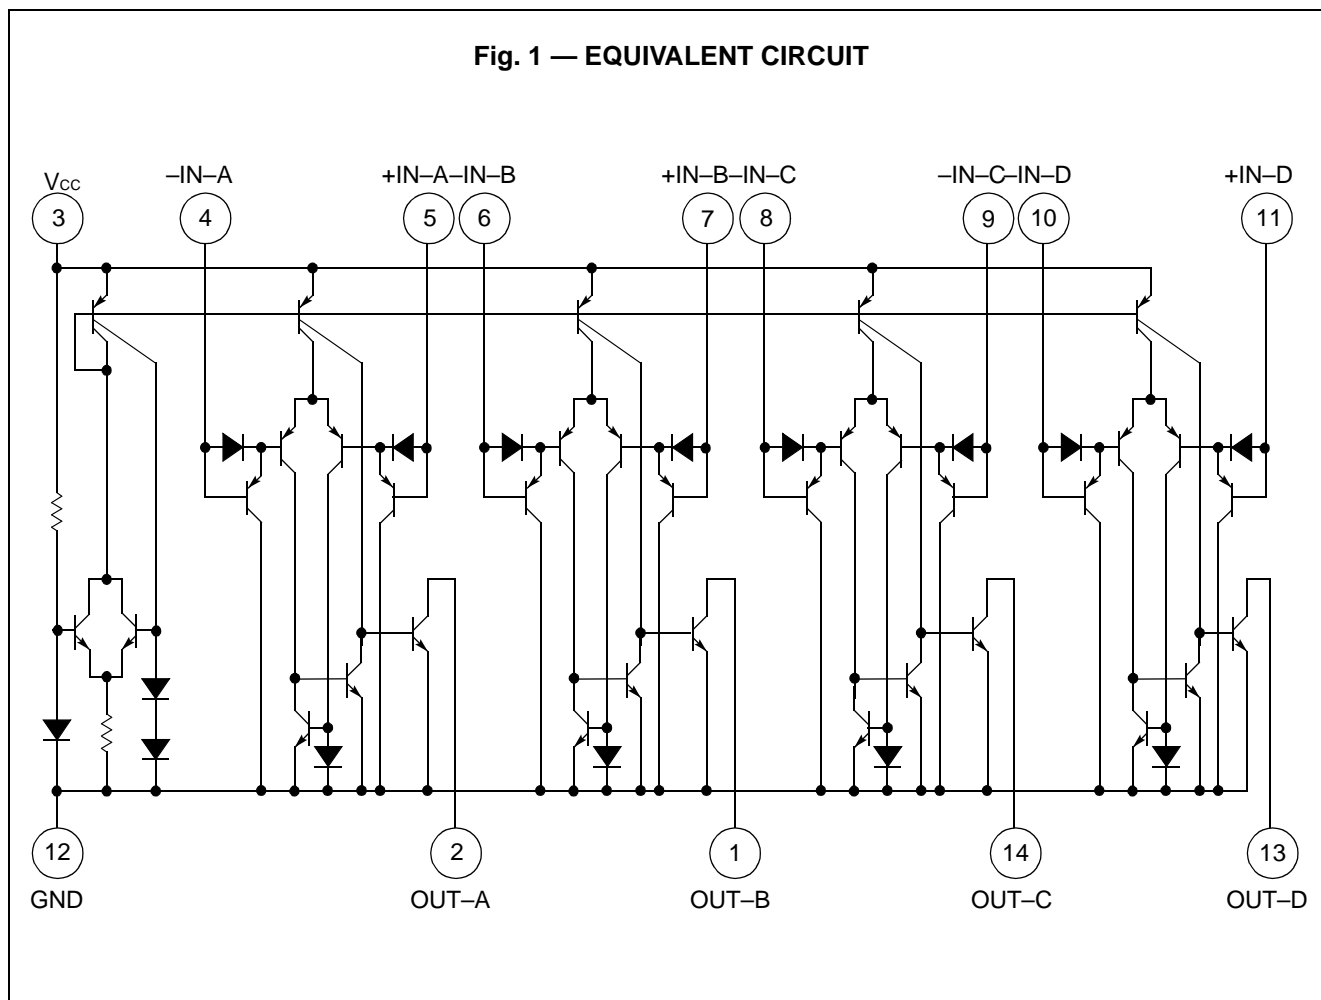 Fig. 1 — EQUIVALENT CIRCUIT
VCC –IN–A +IN–A–IN–B +IN–B–IN–C –IN–C–IN–D +IN–D
3 4 5 6 7 8 9 10 11
12 2 1 14 13
GND OUT–A OUT–B OUT–C OUT–D